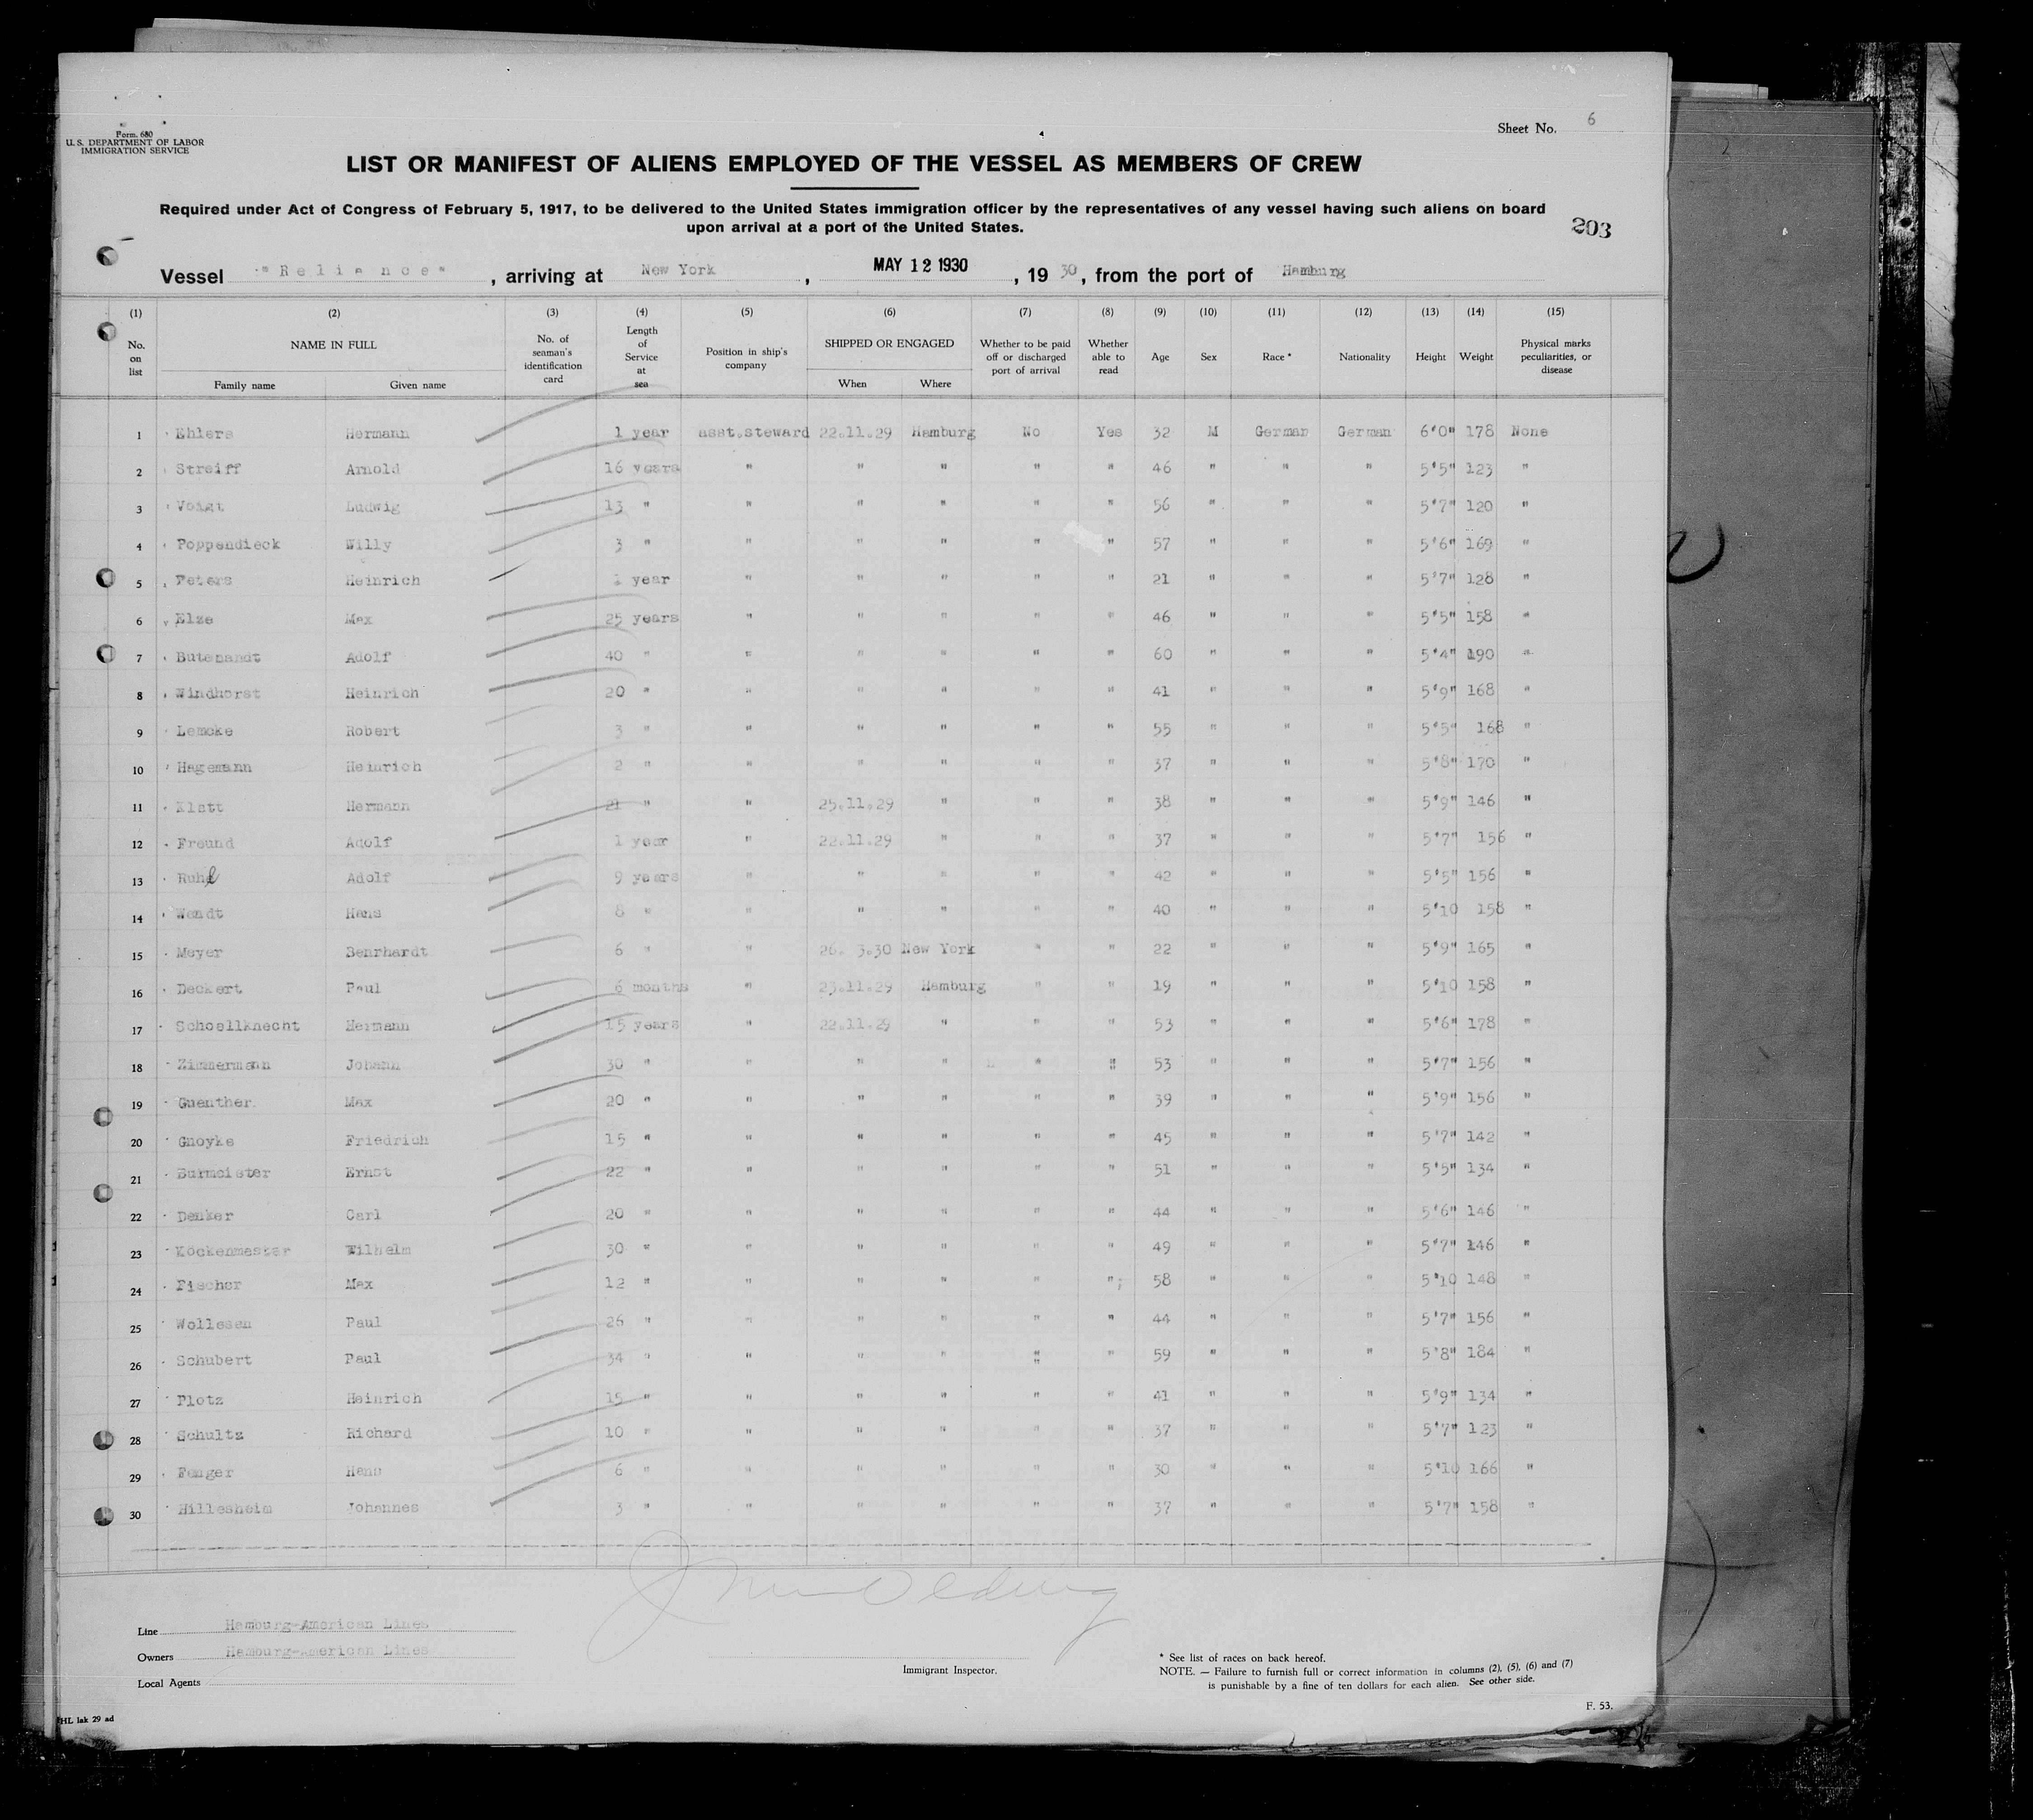 Form. 680
U. S. DEPARTMENT OF LABOR
IMMIGRATION SERVICE
Sheet No. 6
LIST OR MANIFEST OF ALIENS EMPLOYED OF THE VESSEL AS MEMBERS OF CREW
Required under Act of Congress of February 5, 1917, to be delivered to the United States immigration officer by the representatives of any vessel having such aliens on board
upon arrival at a port of the United States.
203
Vessel "Reliance", arriving at New York, MAY 12 1930, 1930, from the port of Hamburg
(1) (2) (3) (4) (5) (6) (7) (8) (9) (10) (11) (12) (13) (14) (15)
No. on list NAME IN FULL Family name Given name No. of seaman's identification card Length of Service at sea Position in ship's company SHIPPED OR ENGAGED When Where Whether to be paid off or discharged port of arrival Whether able to read Age Sex Race * Nationality Height Weight Physical marks peculiarities, or disease
1 Ehlers Hermann 1 year asst.steward 22.11.29 Hamburg No Yes 32 M German German 6'0" 178 None
2 Streiff Arnold 16 years " " " " " 46 " " " 5'5" 123 "
3 Voigt Ludwig 13 " " " " " " 56 " " " 5'7" 120 "
4 Poppendieck Willy 3 " " " " " " 57 " " " 5'6" 169 "
5 Peters Heinrich 1 year " " " " " 21 " " " 5'7" 128 "
6 Elze Max 25 years " " " " " 46 " " " 5'5" 158 "
7 Butenandt Adolf 40 " " " " " " 60 " " " 5'4" 190 "
8 Windhorst Heinrich 20 " " " " " " 41 " " " 5'9" 168 "
9 Lemcke Robert 3 " " " " " " 55 " " " 5'5" 168 "
10 Hagemann Heinrich 2 " " " " " " 37 " " " 5'8" 170 "
11 Klatt Hermann 21 " " 25.11.29 " " " 38 " " " 5'9" 146 "
12 Freund Adolf 1 year " 22.11.29 " " " 37 " " " 5'7" 156 "
13 Ruhl Adolf 9 years " " " " " 42 " " " 5'5" 156 "
14 Wendt Hans 8 " " " " " " 40 " " " 5'10 158 "
15 Meyer Benrhardt 6 " " 26. 3.30 New York " " 22 " " " 5'9" 165 "
16 Deckert Paul 6 months " 23.11.29 Hamburg " " 19 " " " 5'10 158 "
17 Schoellknecht Hermann 15 years " 22.11.29 " " " 53 " " " 5'6" 178 "
18 Zimmermann Johann 30 " " " " " " 53 " " " 5'7" 156 "
19 Guenther Max 20 " " " " " " 39 " " " 5'9" 156 "
20 Gnoyke Friedrich 15 " " " " " " 45 " " " 5'7" 142 "
21 Burmeister Ernst 22 " " " " " " 51 " " " 5'5" 134 "
22 Denker Carl 20 " " " " " " 44 " " " 5'6" 146 "
23 Köckenmester Wilhelm 30 " " " " " " 49 " " " 5'7" 146 "
24 Fischer Max 12 " " " " " " 58 " " " 5'10 148 "
25 Wollesen Paul 26 " " " " " " 44 " " " 5'7" 156 "
26 Schubert Paul 34 " " " " " " 59 " " " 5'8" 184 "
27 Plotz Heinrich 15 " " " " " " 41 " " " 5'9" 134 "
28 Schultz Richard 10 " " " " " " 37 " " " 5'7" 123 "
29 Fenger Hann 6 " " " " " " 30 " " " 5'10 166 "
30 Hillesheim Johannes 3 " " " " " " 37 " " " 5'7" 158 "
Line Hamburg-American Lines
Owners Hamburg-American Lines
Local Agents
Immigrant Inspector.
* See list of races on back hereof.
NOTE. — Failure to furnish full or correct information in columns (2), (5), (6) and (7)
is punishable by a fine of ten dollars for each alien. See other side.
F. 53.
HL lak 29 ad